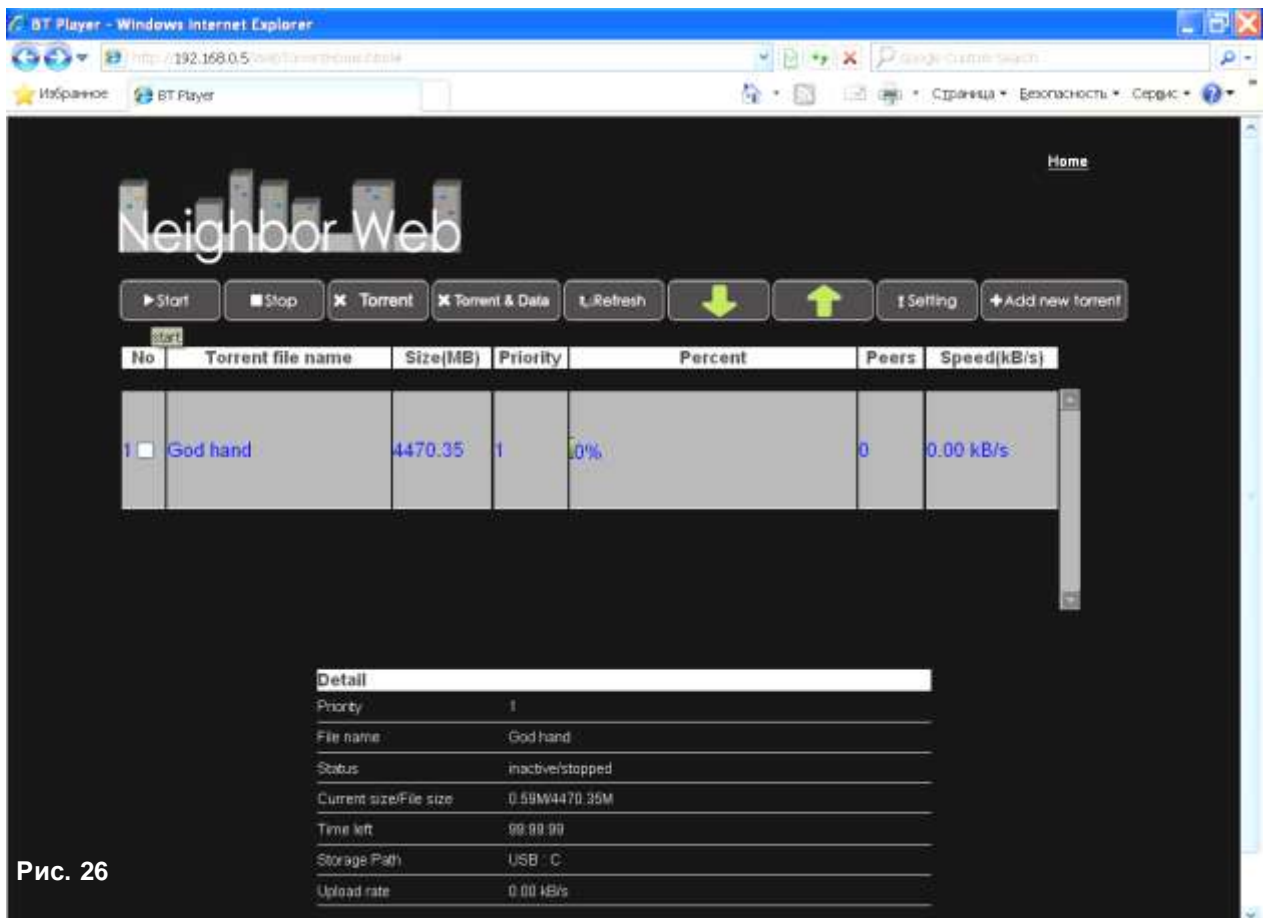 BT Player - Windows Internet Explorer
http://192.168.0.5
Избранное BT Player Страница Безопасность Сервис
Home
Neighbor Web
Start Stop Torrent Torrent & Data Refresh Setting Add new torrent
start
No Torrent file name Size(MB) Priority Percent Peers Speed(kB/s)
1 God hand 4470.35 1 0% 0 0.00 kB/s
Detail
Priority 1
File name God hand
Status inactive/stopped
Current size/File size 0.59M/4470.35M
Time left 99:99:99
Storage Path USB : C
Upload rate 0.00 kB/s
Рис. 26